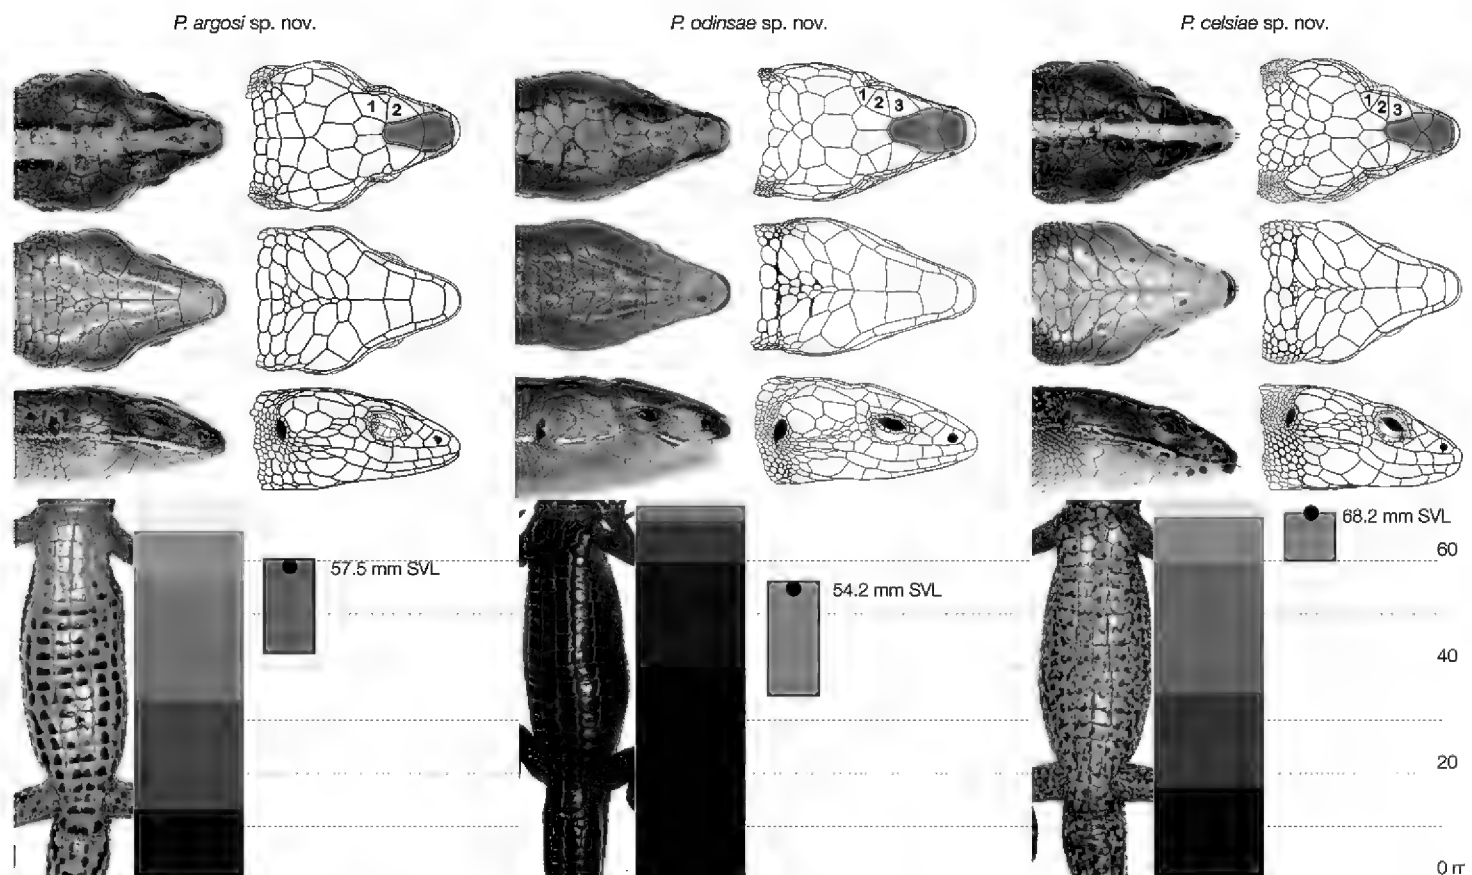 P. argosi sp. nov.
P. odinsae sp. nov.
P. celsiae sp. nov.
1 2
1 2 3
1 2 3
57.5 mm SVL
54.2 mm SVL
68.2 mm SVL
60
40
20
0 m